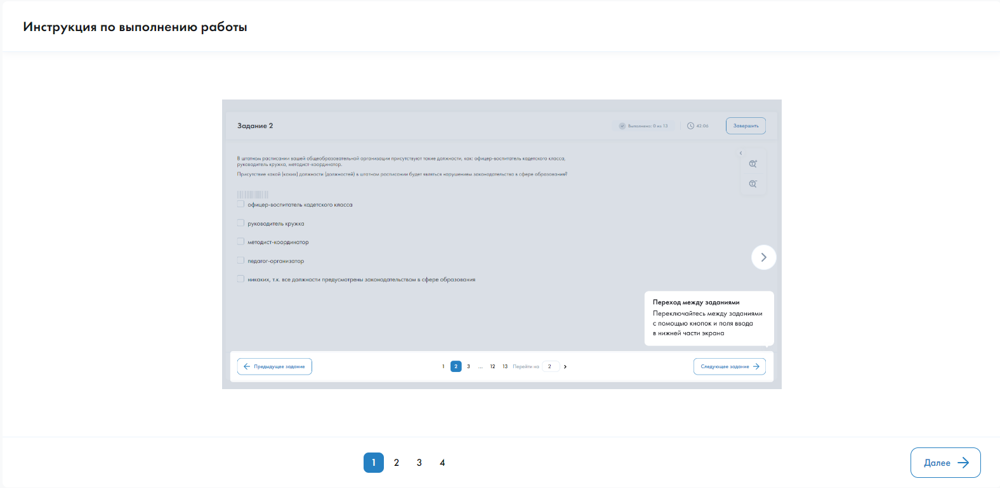 Инструкция по выполнению работы
Задание 2
Выполнено: 0 из 13
42:06
Завершить
В штатном расписании вашей общеобразовательной организации присутствуют такие должности, как: офицер-воспитатель кадетского класса,
руководитель кружка, методист-координатор.
Присутствие какой (каких) должности (должностей) в штатном расписании будет являться нарушением законодательства в сфере образования?
офицер-воспитатель кадетского класса
руководитель кружка
методист-координатор
педагог-организатор
никаких, т.к. все должности предусмотрены законодательством в сфере образования
Переход между заданиями
Переключайтесь между заданиями
с помощью кнопок и поля ввода
в нижней части экрана
Предыдущее задание
1 2 3 ... 12 13 Перейти на 2
Следующее задание
1 2 3 4
Далее